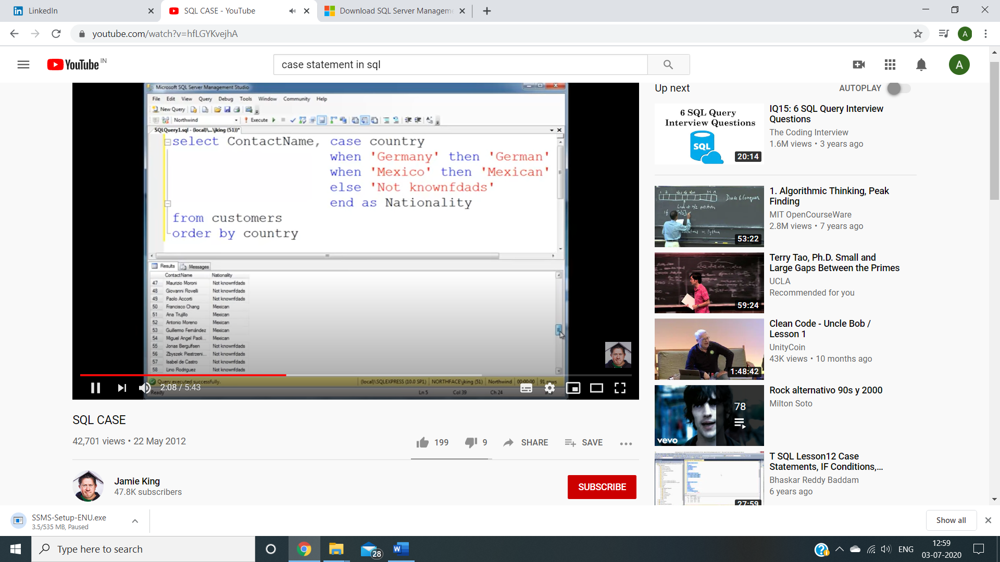 LinkedIn
SQL CASE - YouTube
Download SQL Server Managem
youtube.com/watch?v=hfLGYKvejhA
YouTube IN
case statement in sql
A
Microsoft SQL Server Management Studio
File Edit View Query Debug Tools Window Community Help
New Query
Northwind
Execute
SQLQuery1.sql - (local)\...\jking (51))*
select ContactName, case country
when 'Germany' then 'German'
when 'Mexico' then 'Mexican'
else 'Not knownfdads'
end as Nationality
from customers
order by country
Results Messages
ContactName Nationality
47 Maurizio Moroni Not knownfdads
48 Giovanni Rovelli Not knownfdads
49 Paolo Accorti Not knownfdads
50 Francisco Chang Mexican
51 Ana Trujillo Mexican
52 Antonio Moreno Mexican
53 Guillermo Fernández Mexican
54 Miguel Angel Paoli... Mexican
55 Jonas Bergulfsen Not knownfdads
56 Zbyszek Piestrzeni... Not knownfdads
57 Isabel de Castro Not knownfdads
58 Lino Rodriguez Not knownfdads
Query executed successfully. (local)\SQLEXPRESS (10.0 SP1) NORTHFACE\jking (51) Northwind 00:00:00 91 rows
2:08 / 5:43
Ready Ln 5 Col 39 Ch 24
SQL CASE
42,701 views • 22 May 2012
199 9 SHARE SAVE
Jamie King
47.8K subscribers
SUBSCRIBE
Up next
AUTOPLAY
6 SQL Query
Interview Questions
SQL
20:14
IQ15: 6 SQL Query Interview
Questions
The Coding Interview
1.6M views • 3 years ago
Divide & Conquer
Look at n/2 position
53:22
1. Algorithmic Thinking, Peak
Finding
MIT OpenCourseWare
2.8M views • 7 years ago
59:24
Terry Tao, Ph.D. Small and
Large Gaps Between the Primes
UCLA
Recommended for you
1:48:42
Clean Code - Uncle Bob /
Lesson 1
UnityCoin
43K views • 10 months ago
78
vevo
Rock alternativo 90s y 2000
Milton Soto
27:59
T SQL Lesson12 Case
Statements, IF Conditions,...
Bhaskar Reddy Baddam
6 years ago
SSMS-Setup-ENU.exe
3.5/535 MB, Paused
Show all
Type here to search
28
ENG
12:59
03-07-2020